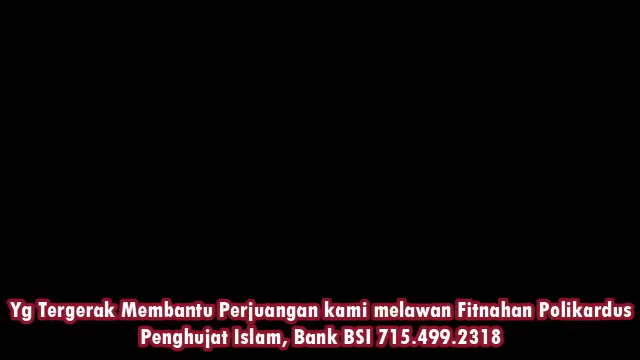 Yg Tergerak Membantu Perjuangan kami melawan Fitnahan Polikardus
Penghujat Islam, Bank BSI 715.499.2318